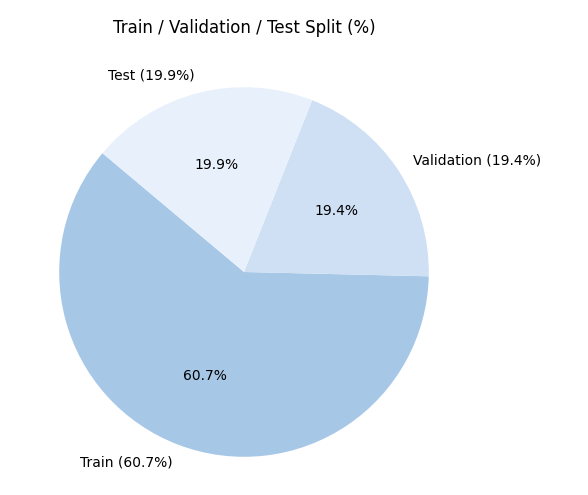 Train / Validation / Test Split (%)
Test (19.9%)
19.9%
Validation (19.4%)
19.4%
60.7%
Train (60.7%)